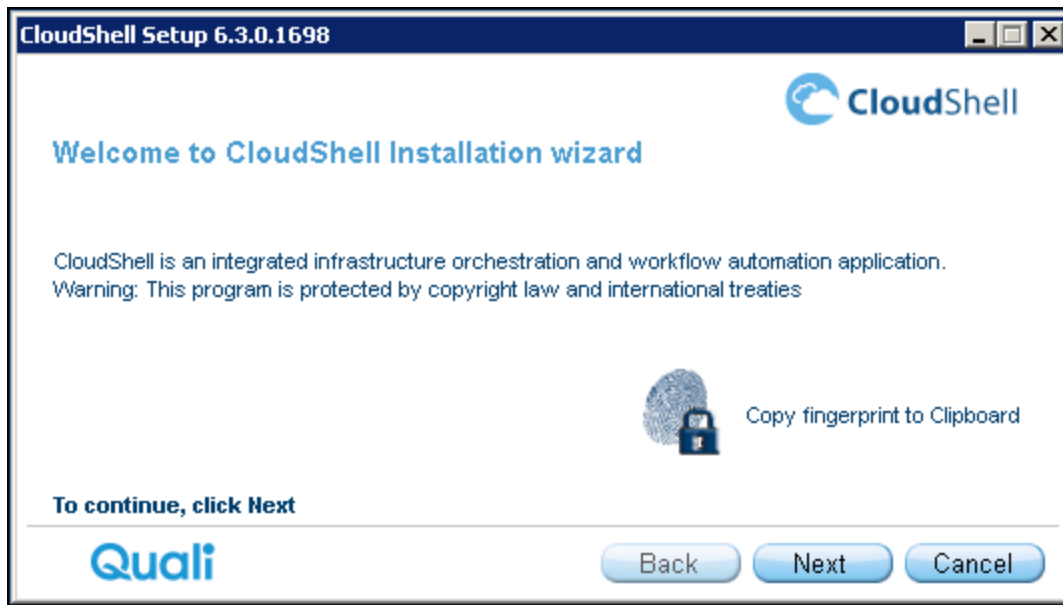 CloudShell Setup 6.3.0.1698
CloudShell
Welcome to CloudShell Installation wizard
CloudShell is an integrated infrastructure orchestration and workflow automation application.
Warning: This program is protected by copyright law and international treaties
Copy fingerprint to Clipboard
To continue, click Next
Quali
Back
Next
Cancel